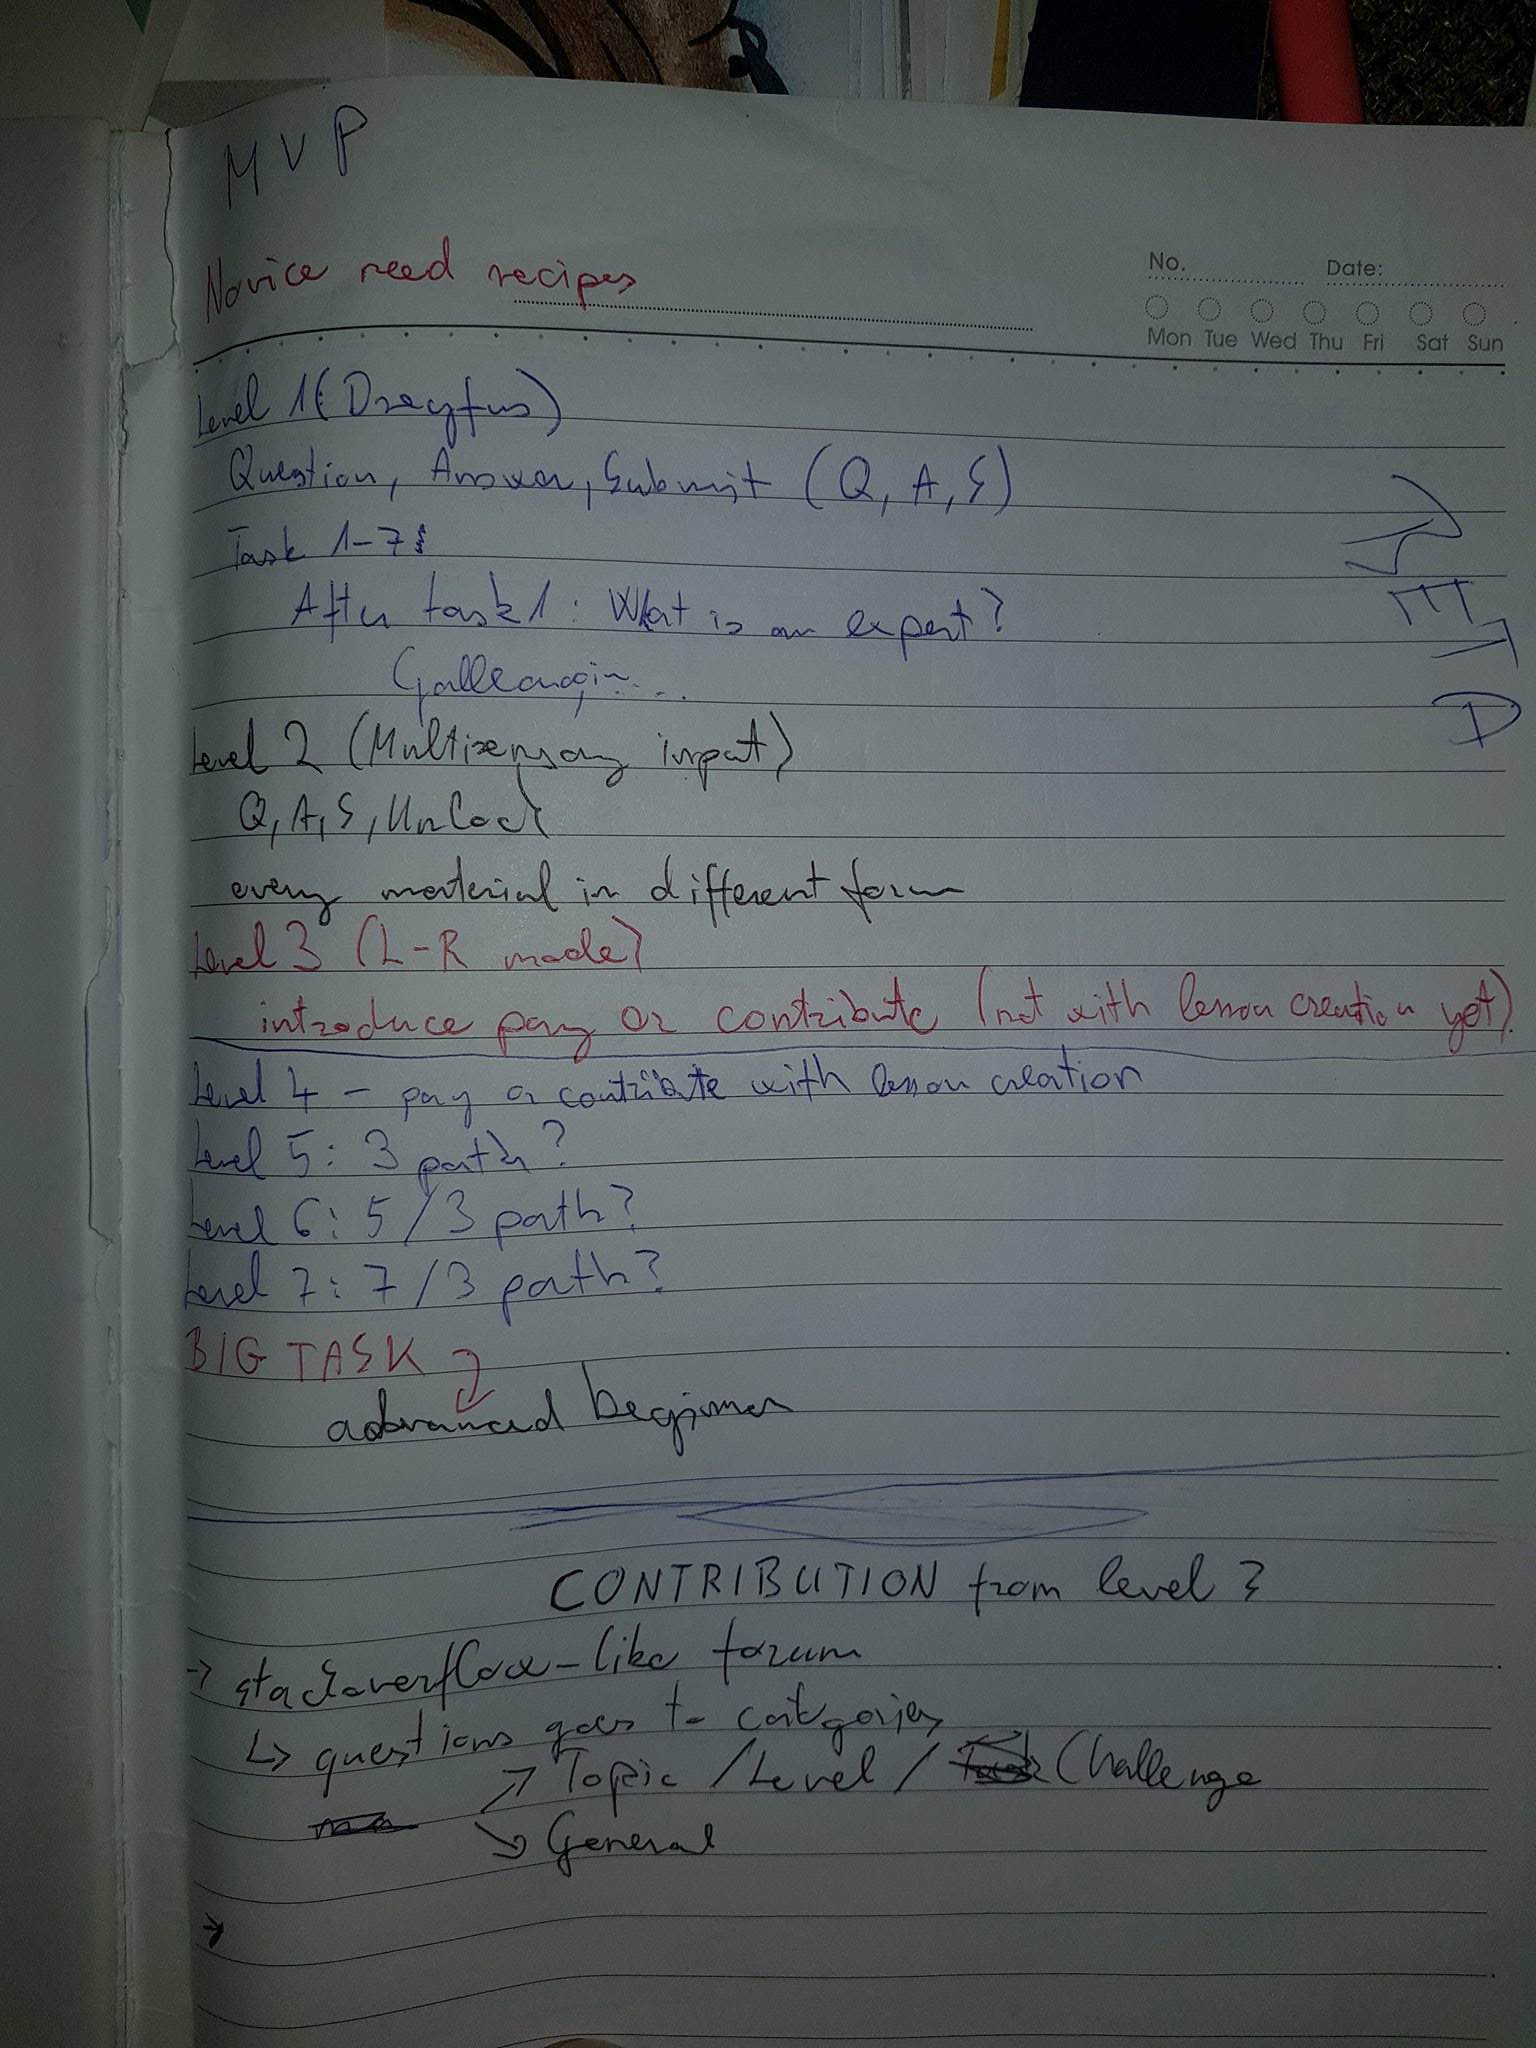 MVP
Novice need recipes
No. Date:
Mon Tue Wed Thu Fri Sat Sun
Level 1 (Dreyfus)
Question, Answer, Submit (Q, A, S)
Task 1-7:
After task 1: What is an expert?
Level 2 (Multisensory input)
Q, A, S, Unlock
every material in different form
Level 3 (L-R mode)
introduce pay or contribute (not with lesson creation yet)
Level 4 - pay or contribute with lesson creation
Level 5: 3 path?
Level 6: 5/3 path?
Level 7: 7/3 path?
BIG TASK
advanced beginner
CONTRIBUTION from level 3
→ stackoverflow-like forum
↳ questions goes to categories
↗ Topic / Level / Challenge
↘ General
→